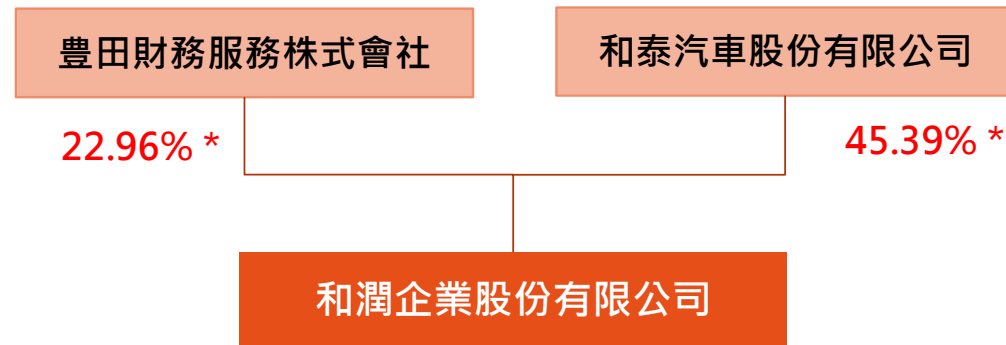 豊田財務服務株式會社
和泰汽車股份有限公司
22.96% *
45.39% *
和潤企業股份有限公司